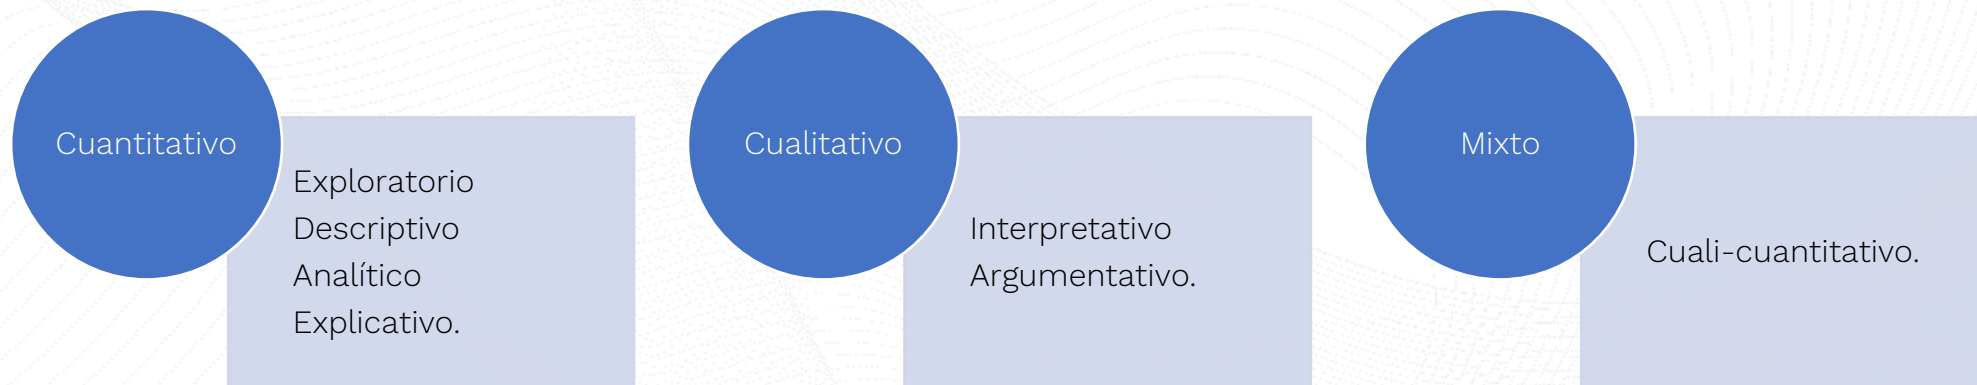 Cuantitativo
Exploratorio
Descriptivo
Analítico
Explicativo.
Cualitativo
Interpretativo
Argumentativo.
Mixto
Cuali-cuantitativo.